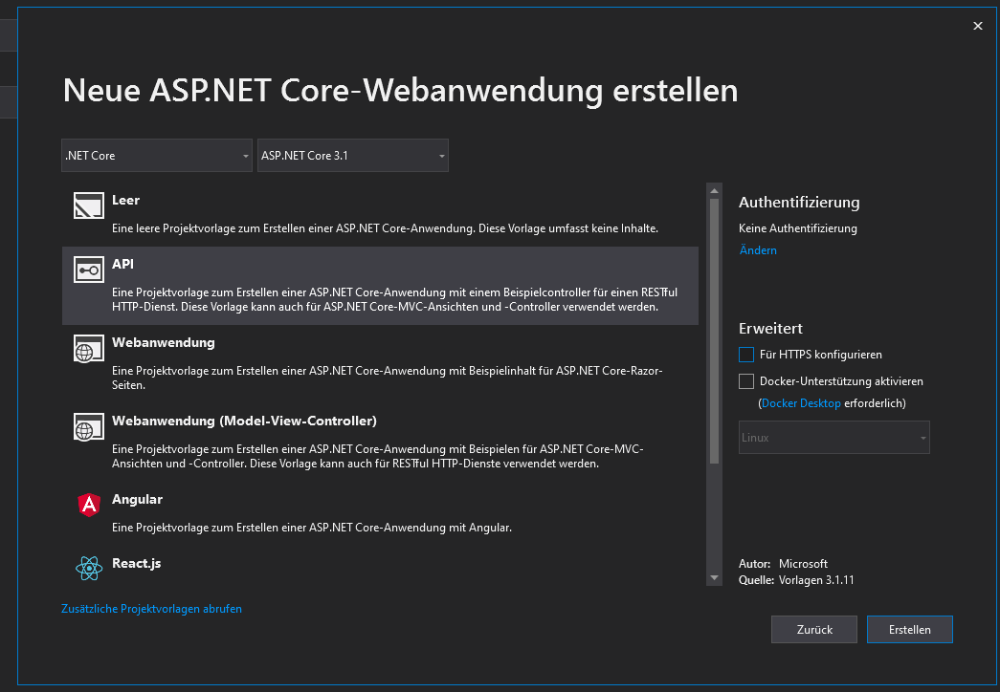 Neue ASP.NET Core-Webanwendung erstellen
.NET Core
ASP.NET Core 3.1
Leer
Eine leere Projektvorlage zum Erstellen einer ASP.NET Core-Anwendung. Diese Vorlage umfasst keine Inhalte.
API
Eine Projektvorlage zum Erstellen einer ASP.NET Core-Anwendung mit einem Beispielcontroller für einen RESTful
HTTP-Dienst. Diese Vorlage kann auch für ASP.NET Core-MVC-Ansichten und -Controller verwendet werden.
Webanwendung
Eine Projektvorlage zum Erstellen einer ASP.NET Core-Anwendung mit Beispielinhalt für ASP.NET Core-Razor-
Seiten.
Webanwendung (Model-View-Controller)
Eine Projektvorlage zum Erstellen einer ASP.NET Core-Anwendung mit Beispielen für ASP.NET Core-MVC-
Ansichten und -Controller. Diese Vorlage kann auch für RESTful HTTP-Dienste verwendet werden.
Angular
Eine Projektvorlage zum Erstellen einer ASP.NET Core-Anwendung mit Angular.
React.js
Zusätzliche Projektvorlagen abrufen
Authentifizierung
Keine Authentifizierung
Ändern
Erweitert
Für HTTPS konfigurieren
Docker-Unterstützung aktivieren
(Docker Desktop erforderlich)
Linux
Autor: Microsoft
Quelle: Vorlagen 3.1.11
Zurück
Erstellen